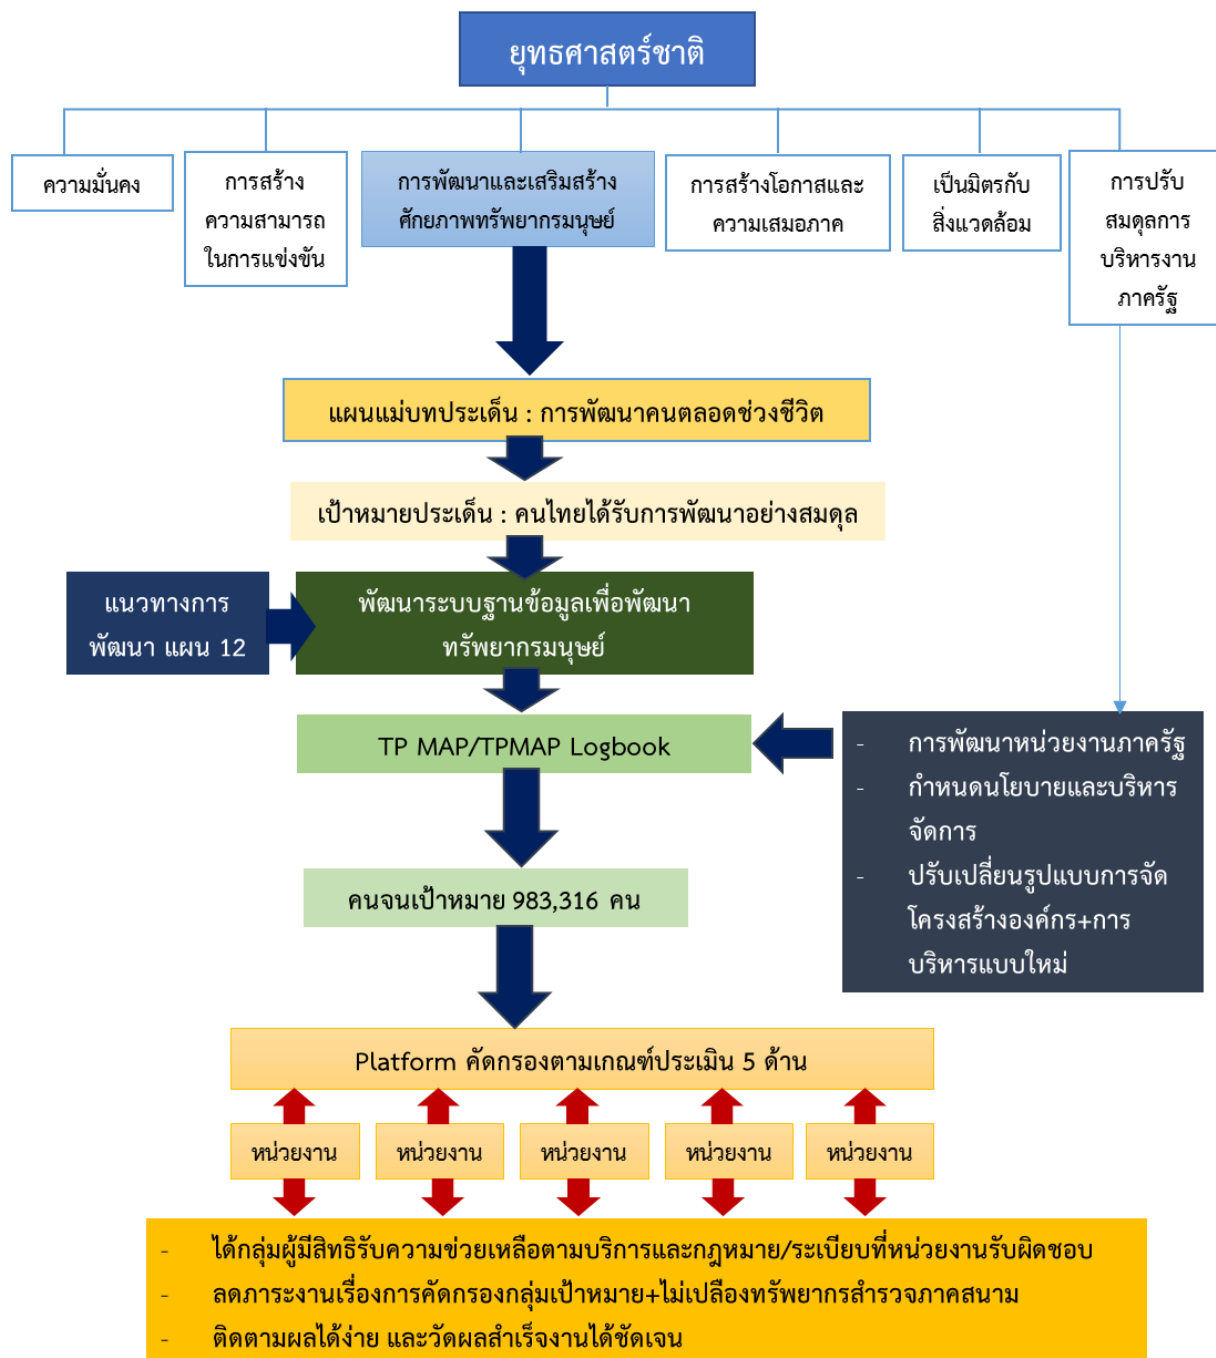 ยุทธศาสตร์ชาติ
ความมั่นคง
การสร้าง
ความสามารถ
ในการแข่งขัน
การพัฒนาและเสริมสร้าง
ศักยภาพทรัพยากรมนุษย์
การสร้างโอกาสและ
ความเสมอภาค
เป็นมิตรกับ
สิ่งแวดล้อม
การปรับ
สมดุลการ
บริหารงาน
ภาครัฐ
แผนแม่บทประเด็น : การพัฒนาคนตลอดช่วงชีวิต
เป้าหมายประเด็น : คนไทยได้รับการพัฒนาอย่างสมดุล
แนวทางการ
พัฒนา แผน 12
พัฒนาระบบฐานข้อมูลเพื่อพัฒนา
ทรัพยากรมนุษย์
TP MAP/TPMAP Logbook
- การพัฒนาหน่วยงานภาครัฐ
- กำหนดนโยบายและบริหาร
จัดการ
- ปรับเปลี่ยนรูปแบบการจัด
โครงสร้างองค์กร+การ
บริหารแบบใหม่
คนจนเป้าหมาย 983,316 คน
Platform คัดกรองตามเกณฑ์ประเมิน 5 ด้าน
หน่วยงาน
หน่วยงาน
หน่วยงาน
หน่วยงาน
หน่วยงาน
- ได้กลุ่มผู้มีสิทธิรับความข่วยเหลือตามบริการและกฎหมาย/ระเบียบที่หน่วยงานรับผิดชอบ
- ลดภาระงานเรื่องการคัดกรองกลุ่มเป้าหมาย+ไม่เปลืองทรัพยากรสำรวจภาคสนาม
- ติดตามผลได้ง่าย และวัดผลสำเร็จงานได้ชัดเจน